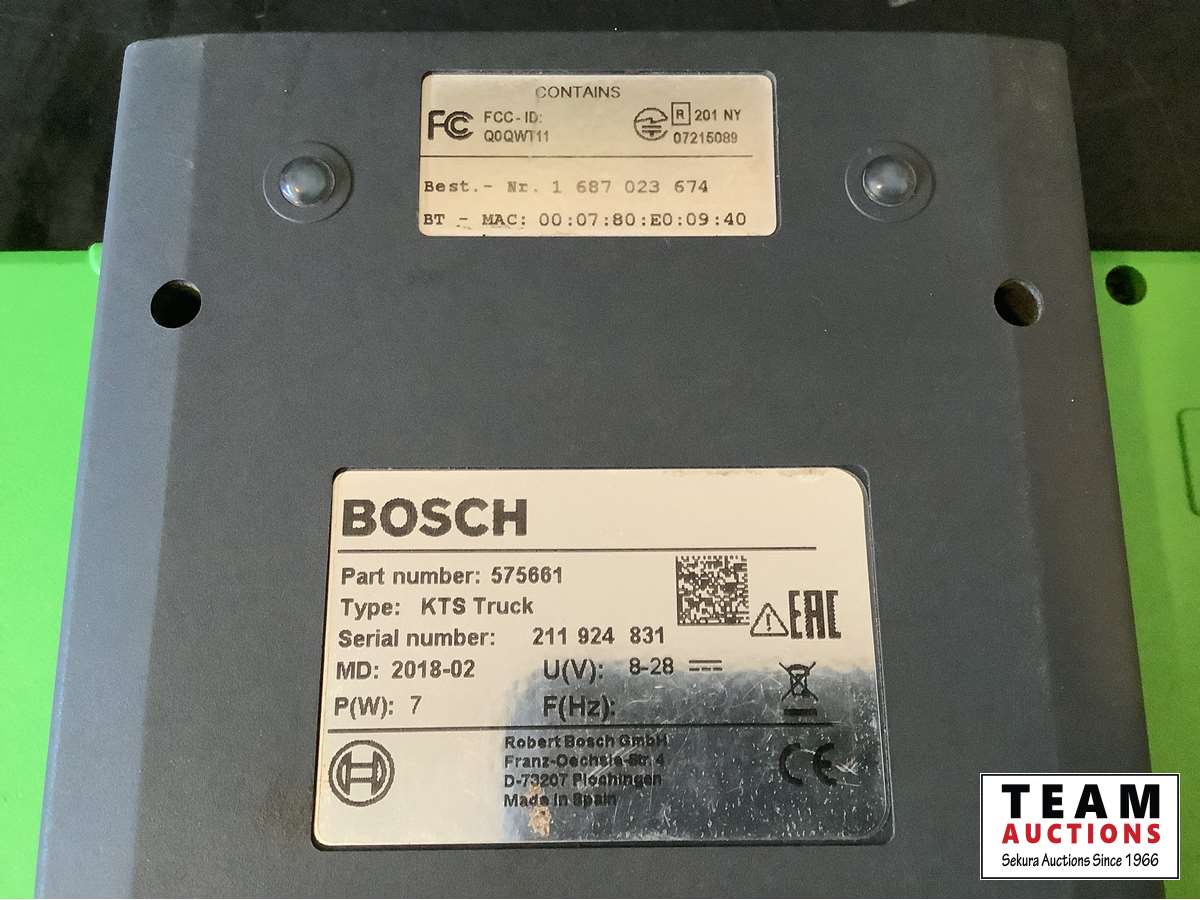 CONTAINS
FC FCC-ID:
Q0QWT11
R 201 NY
07215089
Best.- Nr. 1 687 023 674
BT - MAC: 00:07:80:E0:09:40
BOSCH
Part number: 575661
Type: KTS Truck
Serial number: 211 924 831
MD: 2018-02 U(V): 8-28
P(W): 7 F(Hz):
EAC
Robert Bosch GmbH
Franz-Oechsle-Str. 4
D-73207 Plochingen
Made in Spain
CE
TEAM
AUCTIONS
Sekura Auctions Since 1966